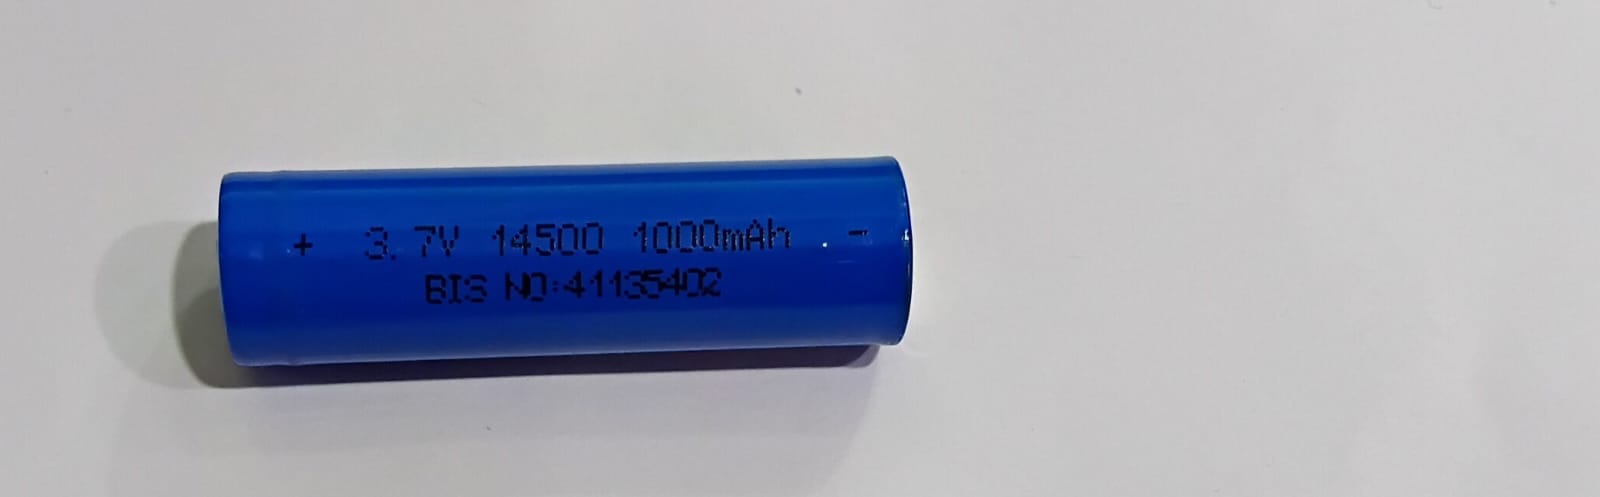 + 3.7V 14500 1000mAh . -
BIS NO:41135402